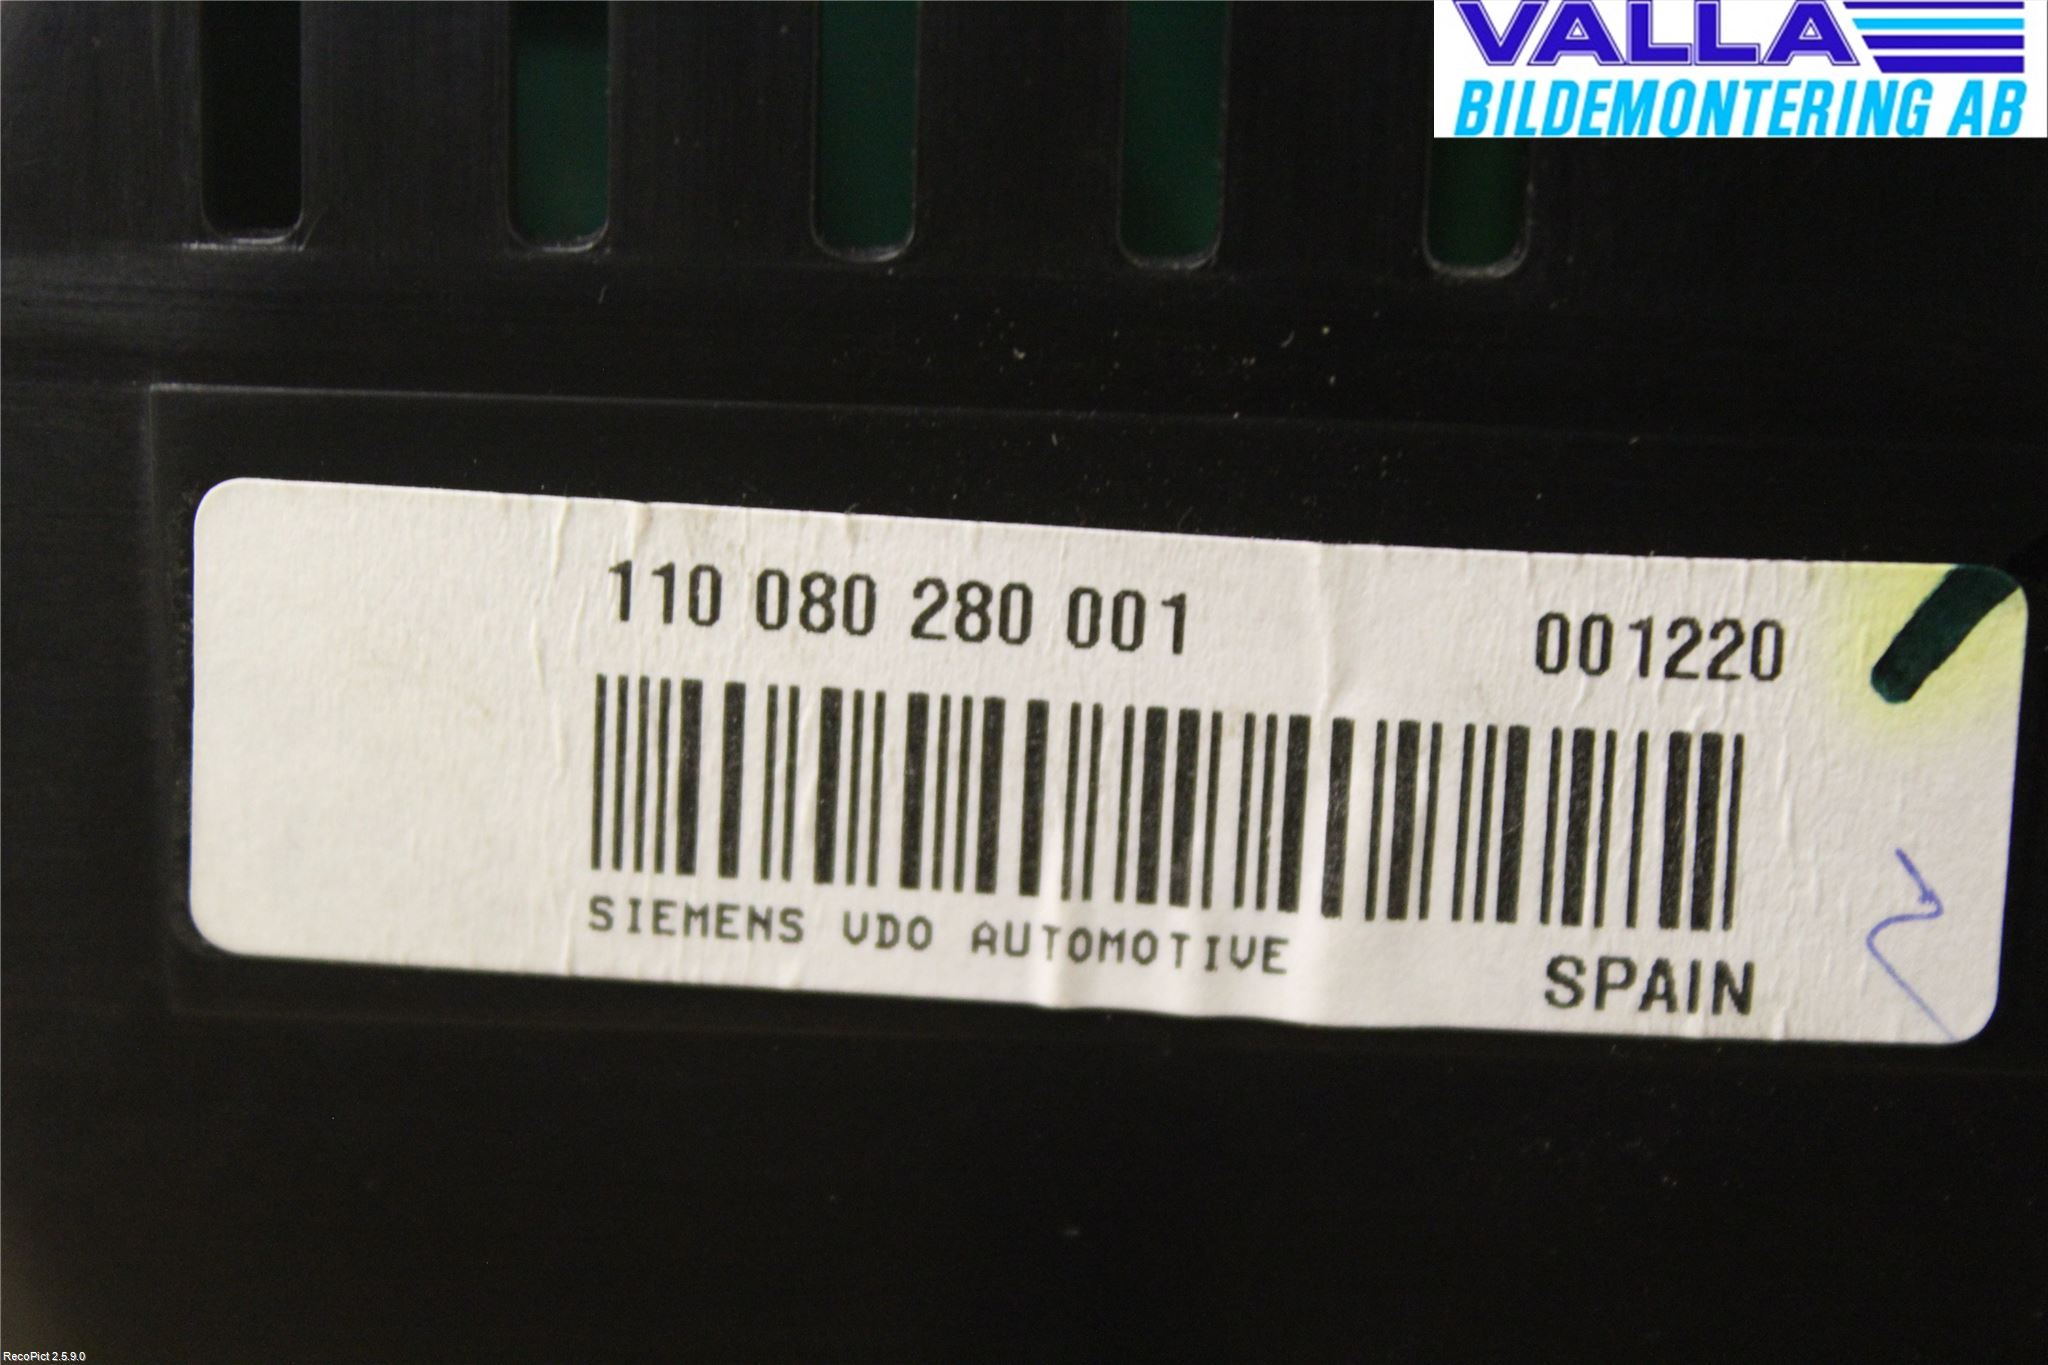 VALLA
BILDEMONTERING AB
110 080 280 001 001220
SIEMENS VDO AUTOMOTIVE
SPAIN
RecoPict 2.5.9.0